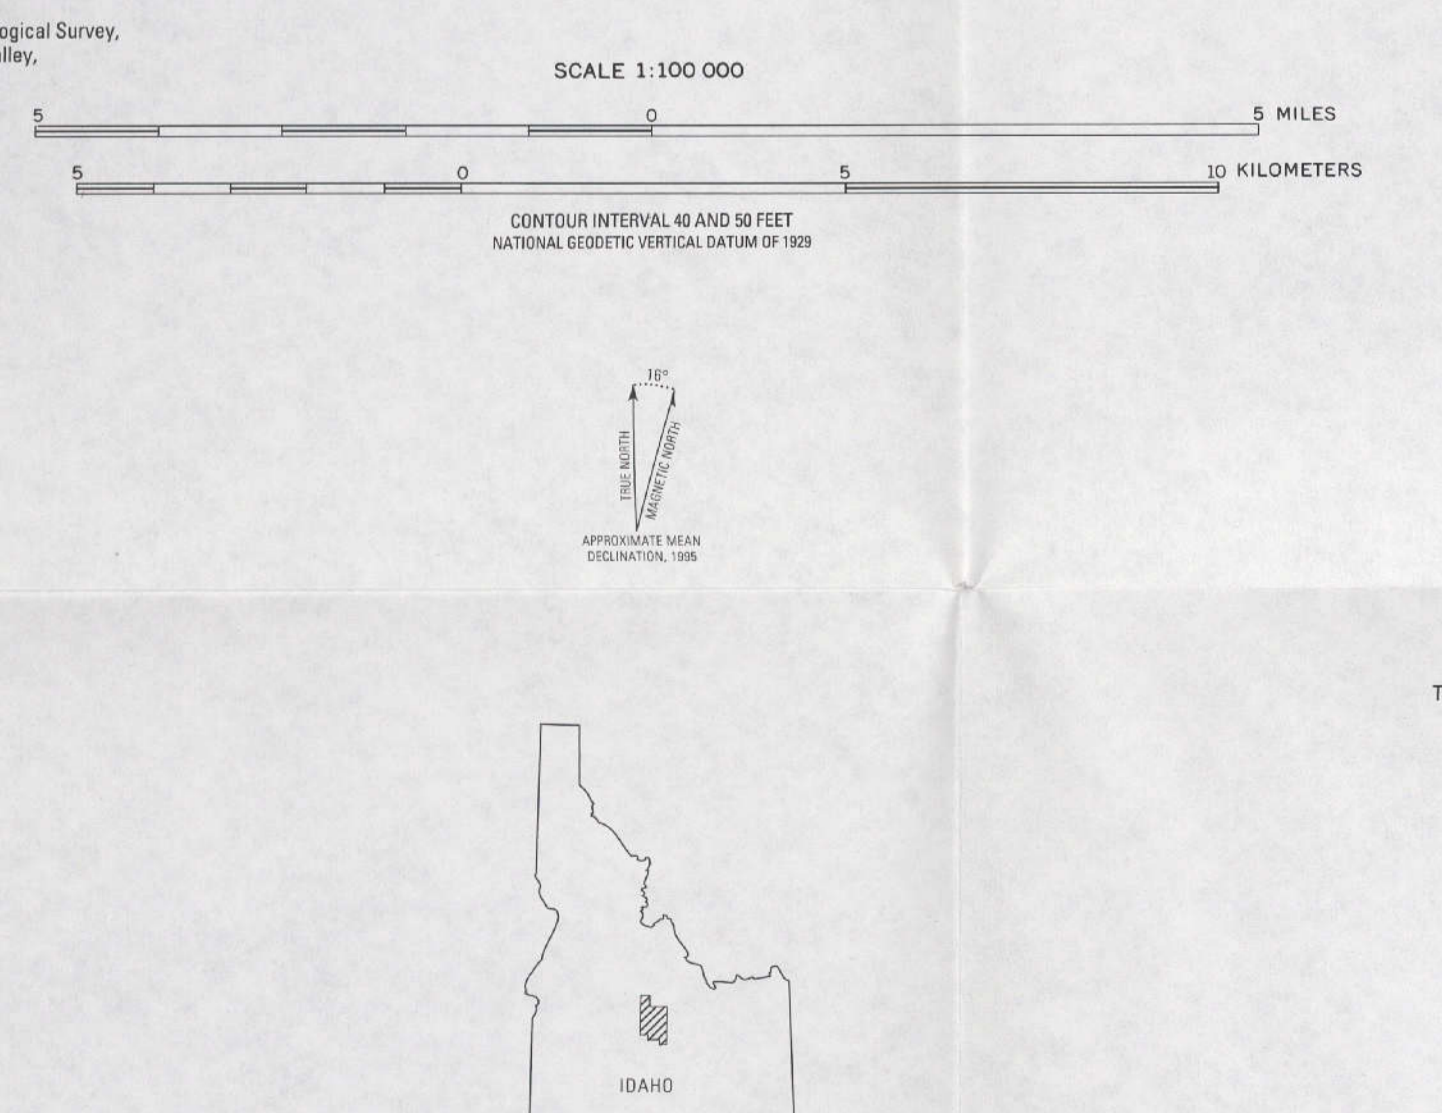 ogical Survey,
lley,
SCALE 1:100 000
5 0 5 MILES
5 0 5 10 KILOMETERS
CONTOUR INTERVAL 40 AND 50 FEET
NATIONAL GEODETIC VERTICAL DATUM OF 1929
16°
TRUE NORTH
MAGNETIC NORTH
APPROXIMATE MEAN
DECLINATION, 1995
T
IDAHO